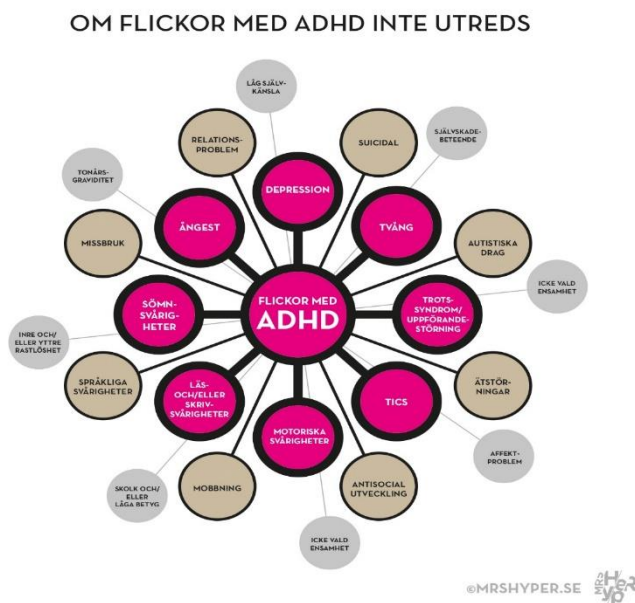 OM FLICKOR MED ADHD INTE UTREDS
LÅG SJÄLV-
KÄNSLA
RELATIONS-
PROBLEM
SUICIDAL
SJÄLVSKADE-
BETEENDE
TONÅRS-
GRAVIDITET
DEPRESSION
ÅNGEST
TVÅNG
MISSBRUK
AUTISTISKA
DRAG
SÖMN-
SVÅRIG-
HETER
FLICKOR MED
ADHD
TROTS-
SYNDROM/
UPPFÖRANDE-
STÖRNING
ICKE VALD
ENSAMHET
INRE OCH/
ELLER YTTRE
RASTLÖSHET
SPRÅKLIGA
SVÅRIGHETER
LÄS-
OCH/ELLER
SKRIV-
SVÅRIGHETER
MOTORISKA
SVÅRIGHETER
TICS
ÄTSTÖR-
NINGAR
AFFEKT-
PROBLEM
SKOLK OCH/
ELLER
LÅGA BETYG
MOBBNING
ANTISOCIAL
UTVECKLING
ICKE VALD
ENSAMHET
©MRSHYPER.SE
MRS HYPER